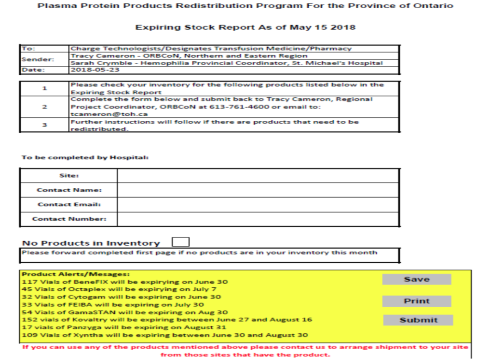 Plasma Protein Products Redistribution Program For the Province of Ontario
Expiring Stock Report As of May 15 2018
To: Charge Technologists/Designates Transfusion Medicine/Pharmacy
Sender: Tracy Cameron - ORBCoN, Northern and Eastern Region
Sarah Crymble - Hemophilia Provincial Coordinator, St. Michael's Hospital
Date: 2018-05-23
1 Please check your inventory for the following products listed below in the
Expiring Stock Report
2 Complete the form below and submit back to Tracy Cameron, Regional
Project Coordinator, ORBCoN at 613-761-4600 or email to:
tcameron@toh.ca
3 Further instructions will follow if there are products that need to be
redistributed.
To be completed by Hospital:
Site:
Contact Name:
Contact Email:
Contact Number:
No Products in Inventory
Please forward completed first page if no products are in your inventory this month
Product Alerts/Mesages:
117 Vials of BeneFIX will be expirying on June 30
45 Vials of Octaplex will be expiring on July 7
32 Vials of Cytogam will be expiring on June 30
33 Vials of FEIBA will be expiring on July 31
54 Vials of GamaSTAN will be expiring on Aug 30
152 vials of Kovaltry will be expiring between June 27 and August 16
17 vials of Panzyga will be expiring on August 31
109 Vials of Xyntha will be expiring between June 30 and August 30
Save
Print
Submit
If you can use any of the products mentioned above please contact us to arrange shipment to your site
from those sites that have the product.